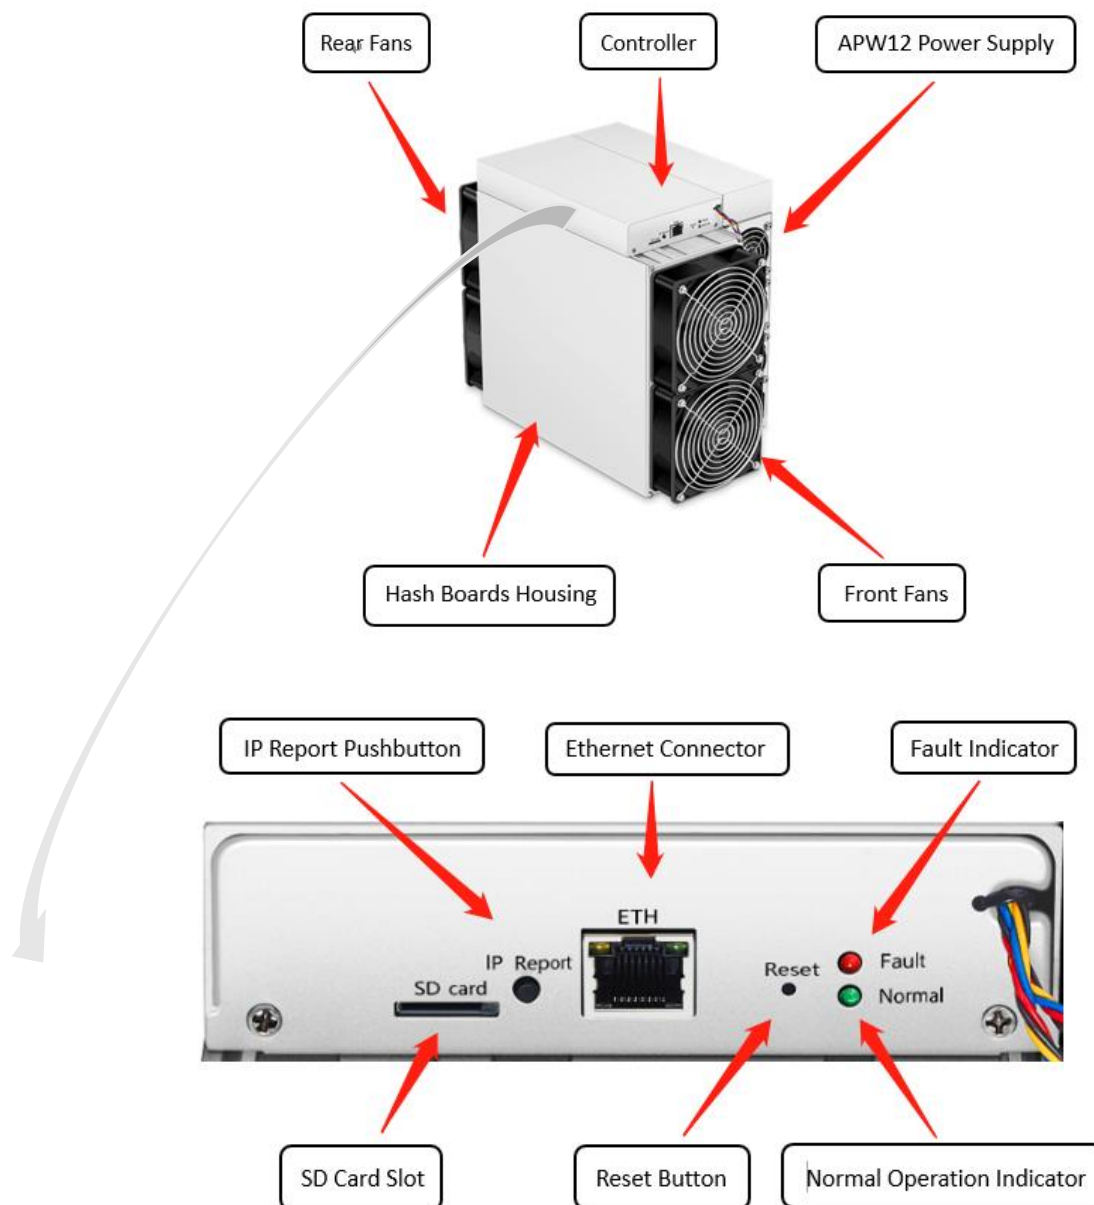 Rear Fans
Controller
APW12 Power Supply
Hash Boards Housing
Front Fans
IP Report Pushbutton
Ethernet Connector
Fault Indicator
ETH
IP Report
Reset
Fault
SD card
Normal
SD Card Slot
Reset Button
Normal Operation Indicator